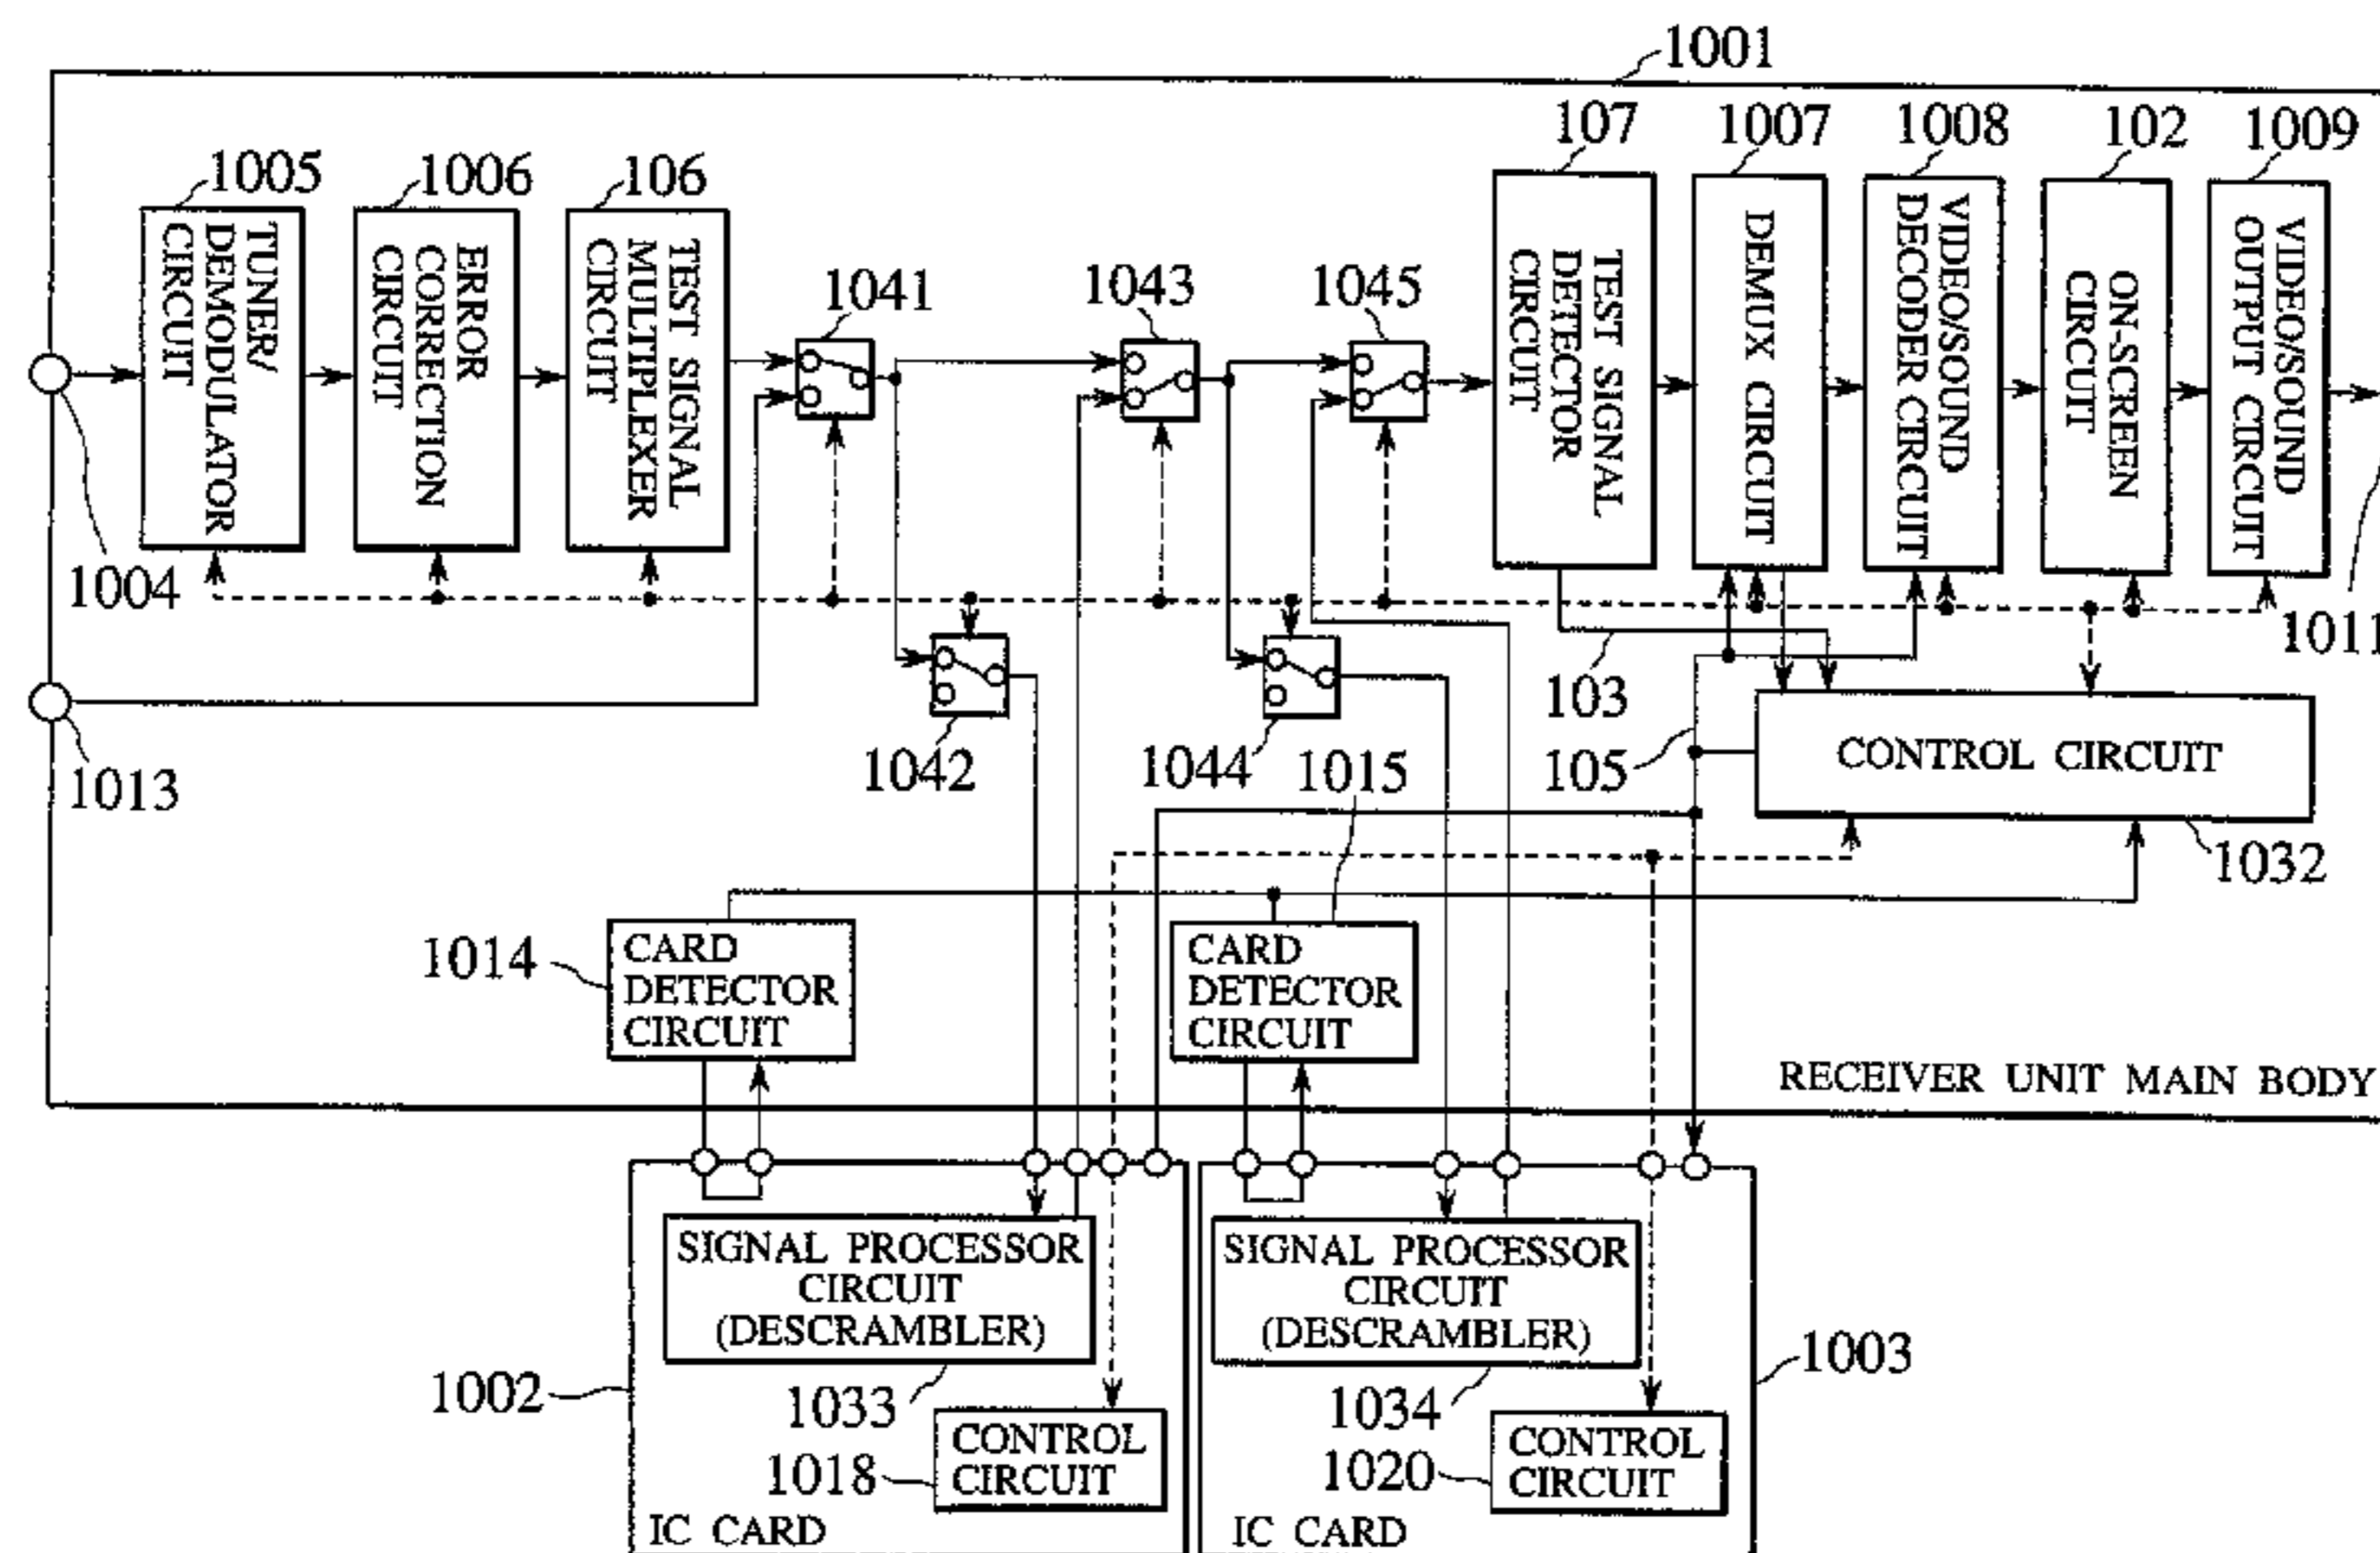 1001
107
1007
1008
102
1009
1005
1006
106
TUNER/
DEMODULATOR
CIRCUIT
ERROR
CORRECTION
CIRCUIT
TEST SIGNAL
MULTIPLEXER
CIRCUIT
1041
1043
1045
TEST SIGNAL
DETECTOR
CIRCUIT
DEMUX CIRCUIT
VIDEO/SOUND
DECODER CIRCUIT
ON-SCREEN
CIRCUIT
VIDEO/SOUND
OUTPUT CIRCUIT
1004
1011
103
1013
1042
1044
1015
105
CONTROL CIRCUIT
1032
1014
CARD
DETECTOR
CIRCUIT
CARD
DETECTOR
CIRCUIT
RECEIVER UNIT MAIN BODY
SIGNAL PROCESSOR
CIRCUIT
(DESCRAMBLER)
SIGNAL PROCESSOR
CIRCUIT
(DESCRAMBLER)
1002
1033
1034
1003
1018
CONTROL
CIRCUIT
1020
CONTROL
CIRCUIT
IC CARD
IC CARD